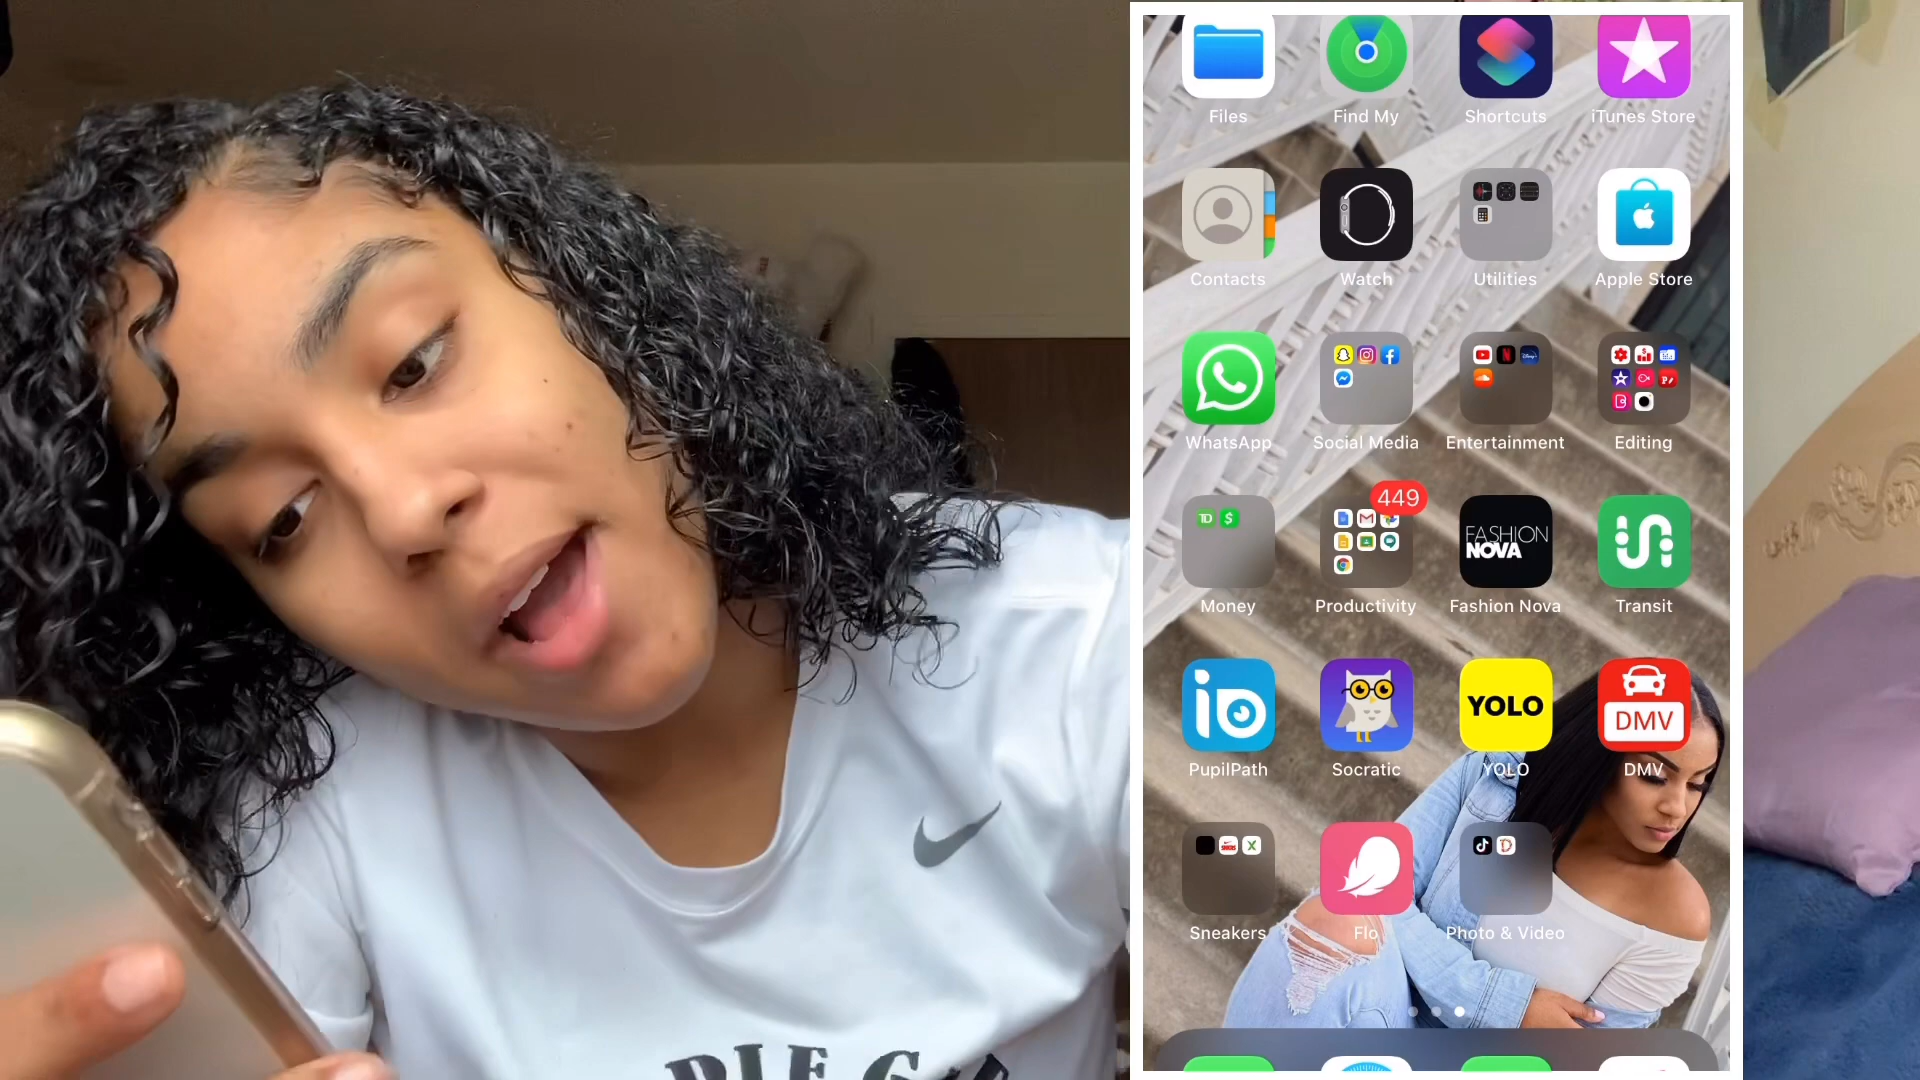 Files Find My Shortcuts iTunes Store
Contacts Watch Utilities Apple Store
WhatsApp Social Media Entertainment Editing
449
FASHION
NOVA
Money Productivity Fashion Nova Transit
YOLO
DMV
PupilPath Socratic YOLO DMV
Sneakers Flo Photo & Video